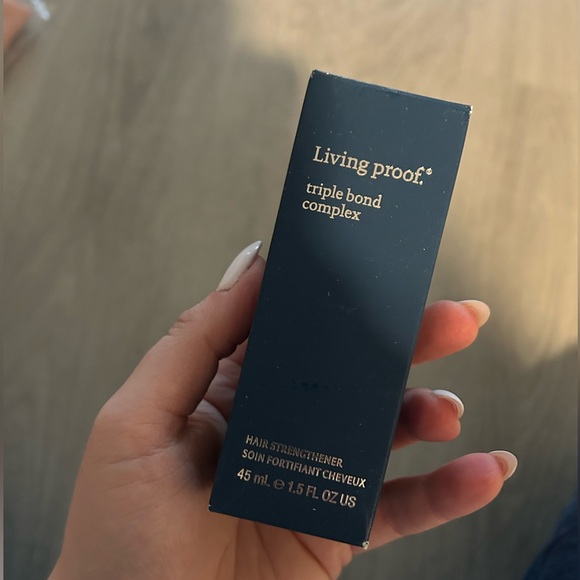 Living proof.
triple bond
complex
HAIR STRENGTHENER
SOIN FORTIFIANT CHEVEUX
45 mL ℮ 1.5 FL OZ US